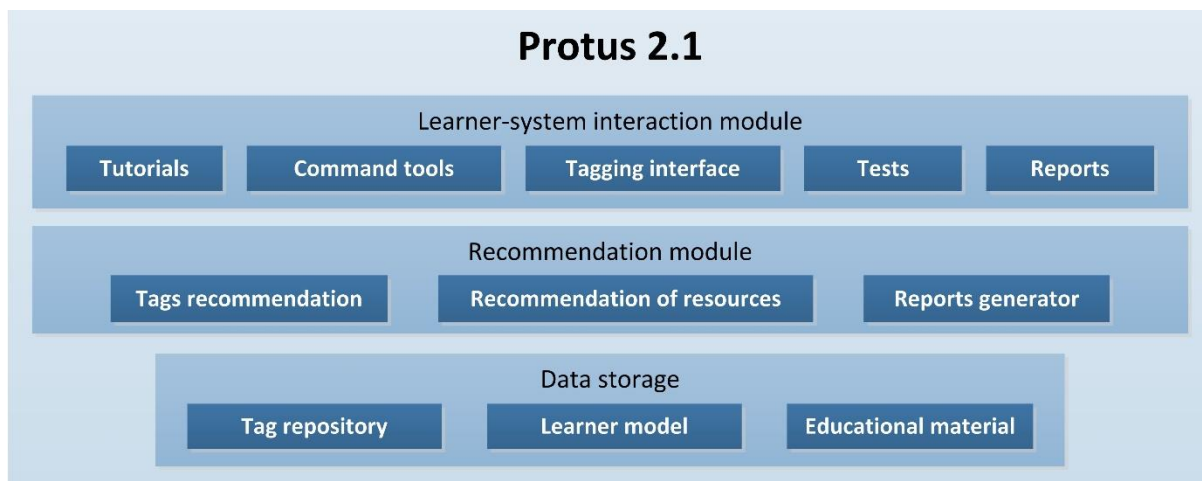 Protus 2.1
Learner-system interaction module
Tutorials
Command tools
Tagging interface
Tests
Reports
Recommendation module
Tags recommendation
Recommendation of resources
Reports generator
Data storage
Tag repository
Learner model
Educational material